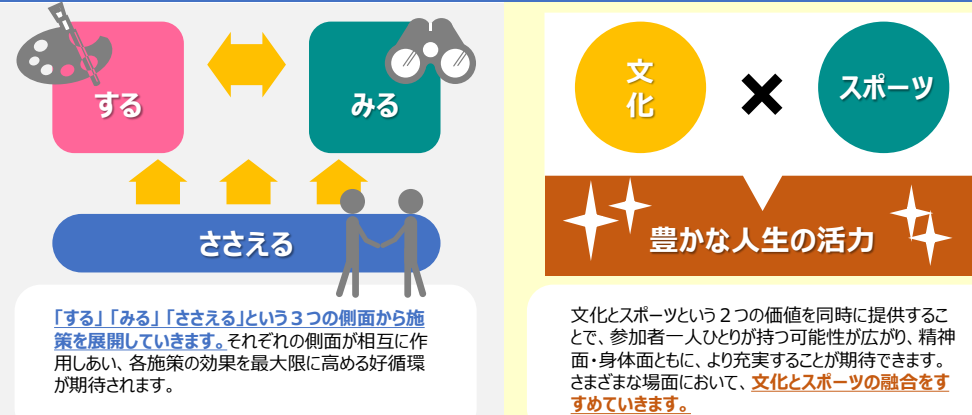 する
みる
ささえる
「する」「みる」「ささえる」という３つの側面から施
策を展開していきます。それぞれの側面が相互に作
用しあい、各施策の効果を最大限に高める好循環
が期待されます。
文
化
スポーツ
豊かな人生の活力
文化とスポーツという２つの価値を同時に提供するこ
とで、参加者一人ひとりが持つ可能性が広がり、精神
面・身体面ともに、より充実することが期待できます。
さまざまな場面において、文化とスポーツの融合をす
すめていきます。